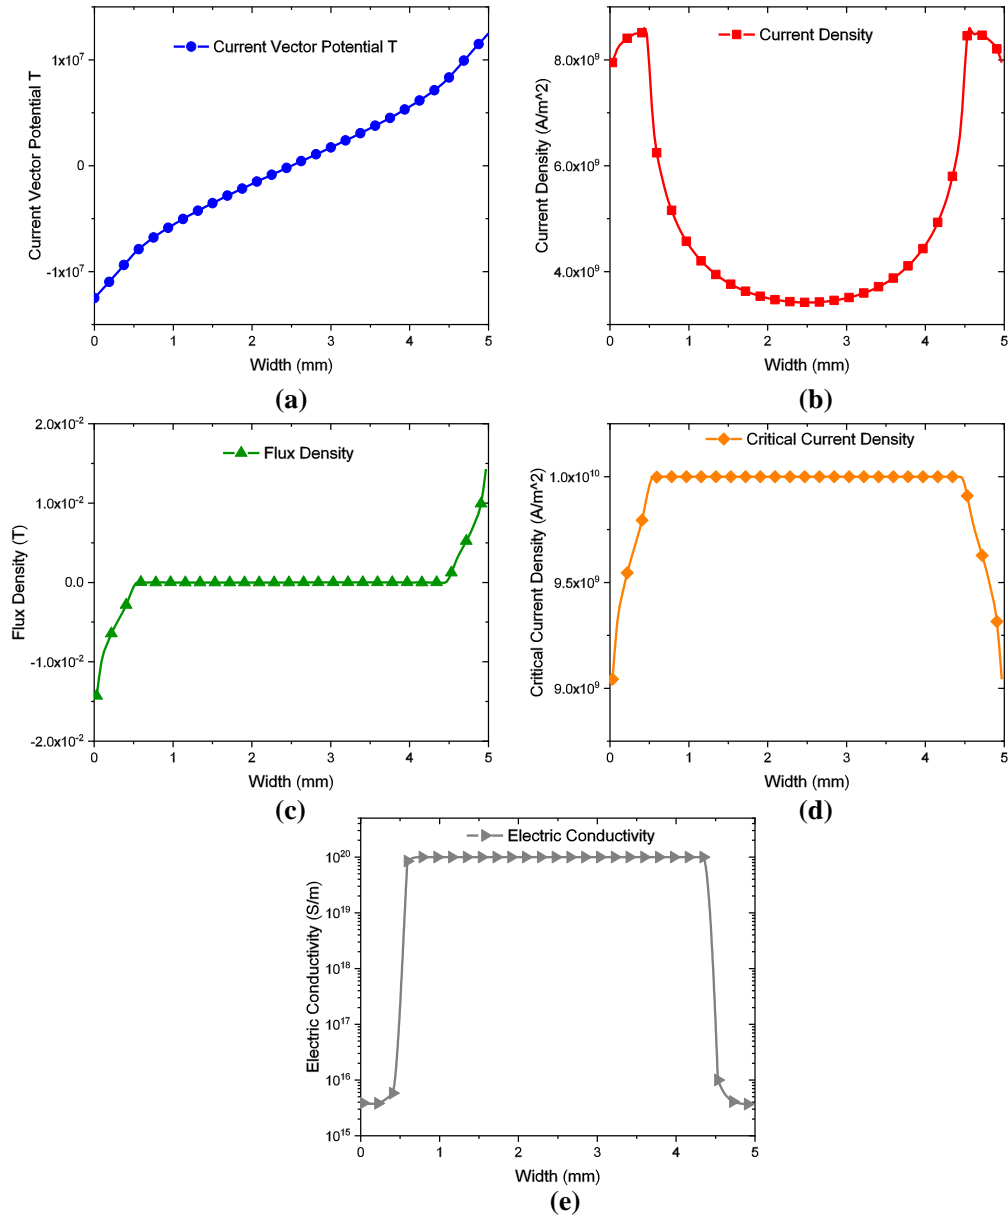 Current Vector Potential T
Current Vector Potential T
1x10^7
0
-1x10^7
0 1 2 3 4 5
Width (mm)
(a)
Current Density
Current Density (A/m^2)
8.0x10^9
6.0x10^9
4.0x10^9
0 1 2 3 4 5
Width (mm)
(b)
Flux Density
Flux Density (T)
2.0x10^-2
1.0x10^-2
0.0
-1.0x10^-2
-2.0x10^-2
0 1 2 3 4 5
Width (mm)
(c)
Critical Current Density
Critical Current Density (A/m^2)
1.0x10^10
9.5x10^9
9.0x10^9
0 1 2 3 4 5
Width (mm)
(d)
Electric Conductivity
Electric Conductivity (S/m)
10^20
10^19
10^18
10^17
10^16
10^15
0 1 2 3 4 5
Width (mm)
(e)